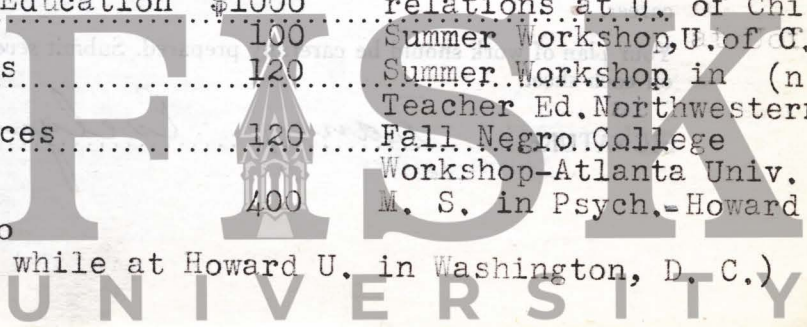 Education $1000 relations at U. of Chi
100 Summer Workshop,U.of C.
s 120 Summer Workshop in (n
Teacher Ed.Northwestern
ces 120 Fall Negro College
Workshop-Atlanta Univ.
400 M. S. in Psych.-Howard
o
while at Howard U. in Washington, D. C.)
FISK
UNIVERSITY